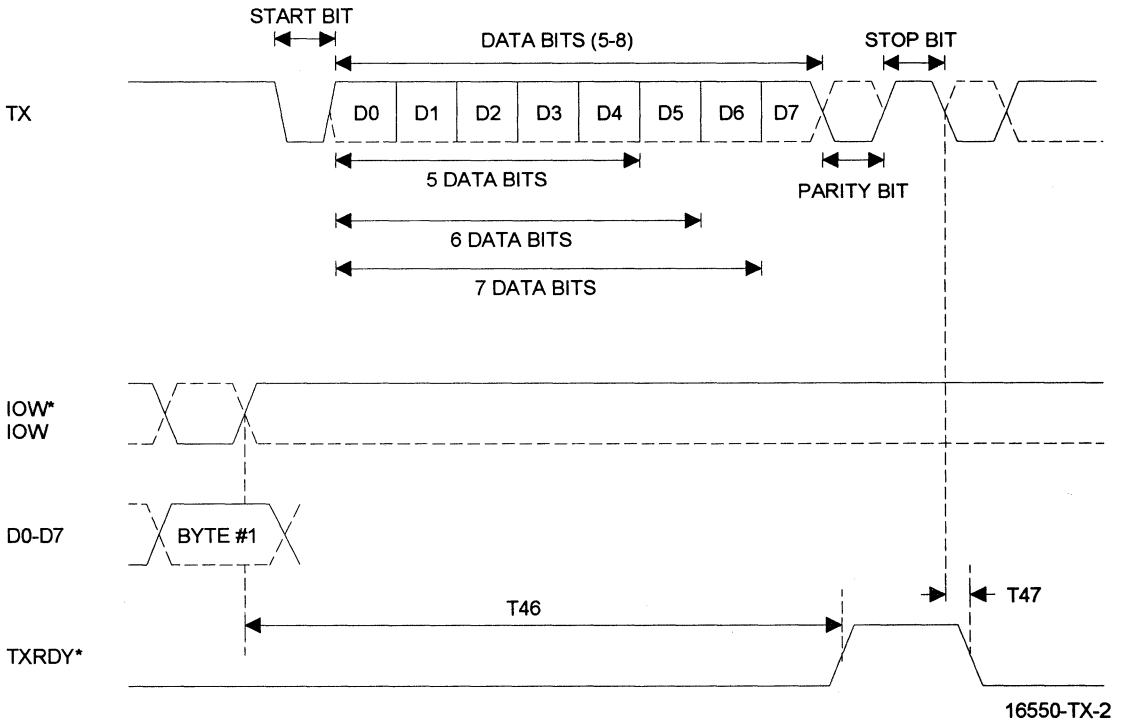 START BIT
DATA BITS (5-8)
STOP BIT
TX
D0 D1 D2 D3 D4 D5 D6 D7
5 DATA BITS
PARITY BIT
6 DATA BITS
7 DATA BITS
IOW*
IOW
D0-D7
BYTE #1
T46
T47
TXRDY*
16550-TX-2